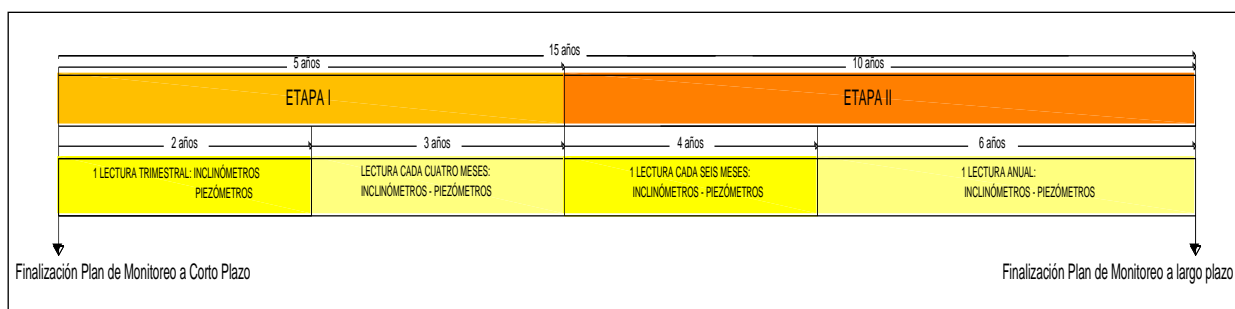 15 años
5 años
10 años
ETAPA I
ETAPA II
2 años
3 años
4 años
6 años
1 LECTURA TRIMESTRAL: INCLINÓMETROS
PIEZÓMETROS
LECTURA CADA CUATRO MESES:
INCLINÓMETROS - PIEZÓMETROS
1 LECTURA CADA SEIS MESES:
INCLINÓMETROS - PIEZÓMETROS
1 LECTURA ANUAL:
INCLINÓMETROS - PIEZÓMETROS
Finalización Plan de Monitoreo a Corto Plazo
Finalización Plan de Monitoreo a largo plazo